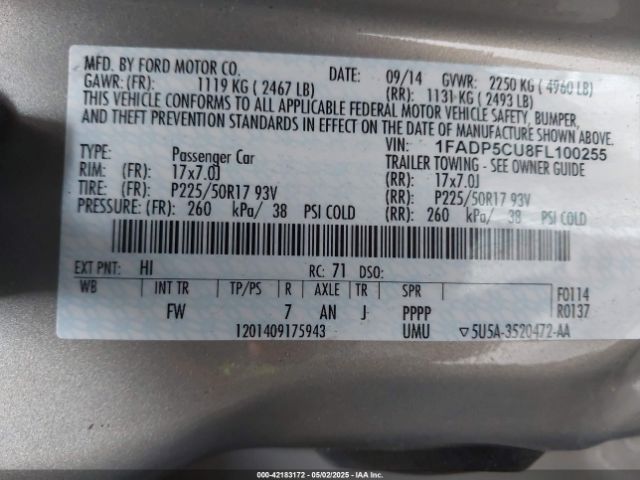 MFD. BY FORD MOTOR CO. DATE: 09/14 GVWR: 2250 KG ( 4960 LB)
GAWR: (FR): 1119 KG ( 2467 LB) (RR): 1131 KG ( 2493 LB)
THIS VEHICLE CONFORMS TO ALL APPLICABLE FEDERAL MOTOR VEHICLE SAFETY, BUMPER,
AND THEFT PREVENTION STANDARDS IN EFFECT ON THE DATE OF MANUFACTURE SHOWN ABOVE.
VIN: 1FADP5CU8FL100255
TYPE: Passenger Car TRAILER TOWING - SEE OWNER GUIDE
RIM: (FR): 17x7.0J (RR): 17x7.0J
TIRE: (FR): P225/50R17 93V (RR): P225/50R17 93V
PRESSURE: (FR): 260 kPa/ 38 PSI COLD (RR): 260 kPa/ 38 PSI COLD
EXT PNT: HI RC: 71 DSO:
WB INT TR TP/PS R AXLE TR SPR F0114
FW 7 AN J PPPP R0137
1201409175943 UMU ▽5U5A-3520472-AA
000-42183172 - 05/02/2025 - IAAI, Inc.